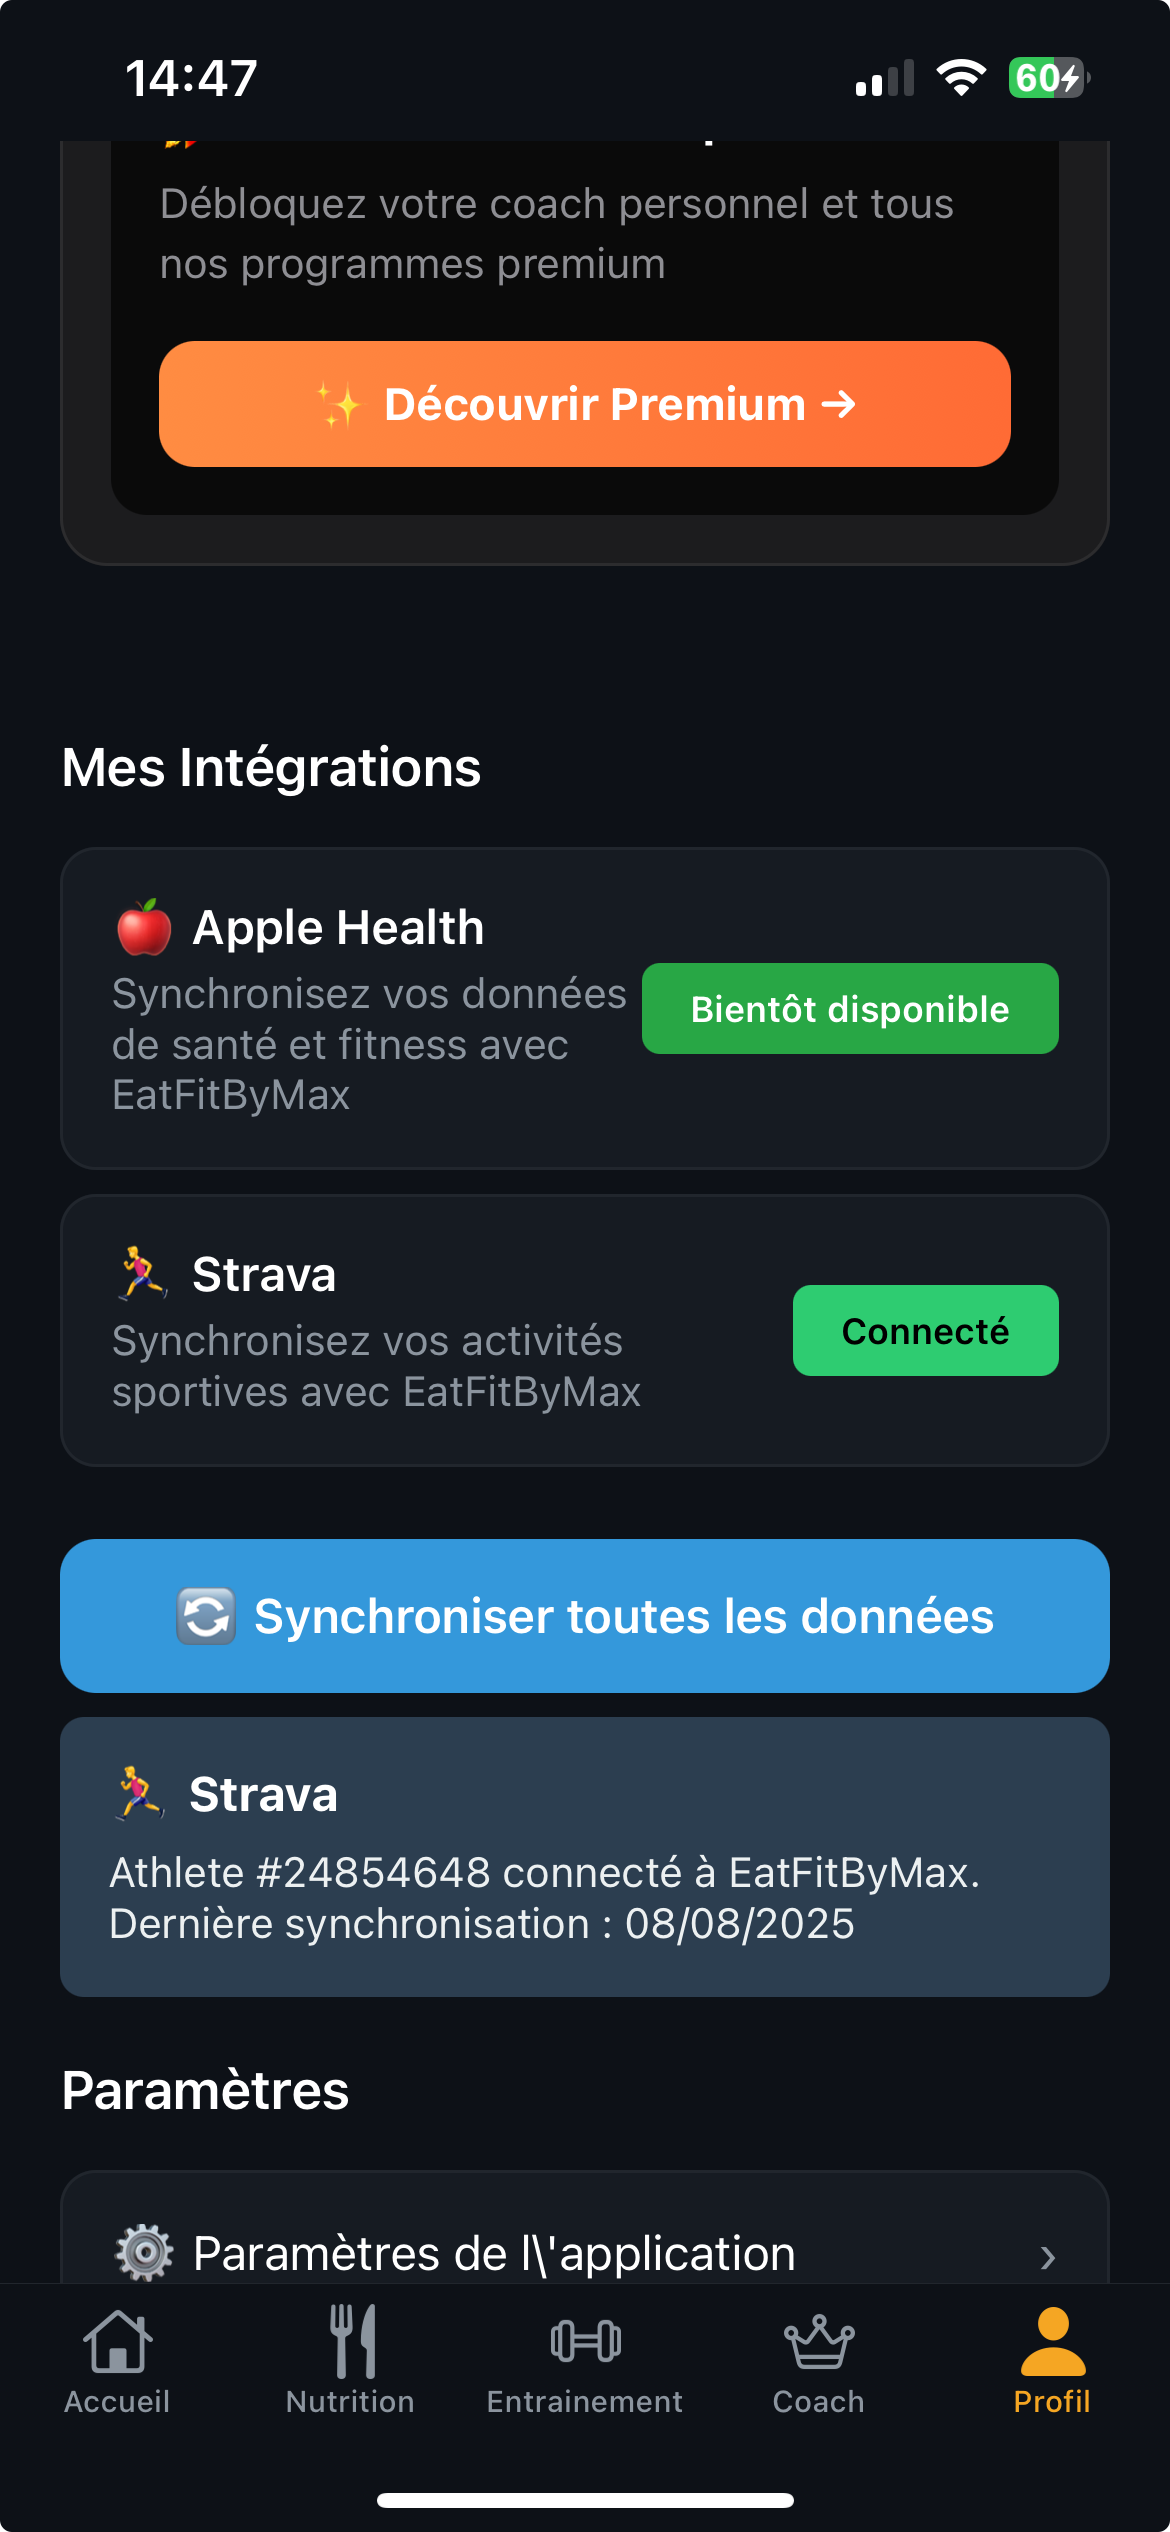 14:47
60
Débloquez votre coach personnel et tous
nos programmes premium
✨ Découvrir Premium →
Mes Intégrations
🍎 Apple Health
Synchronisez vos données
de santé et fitness avec
EatFitByMax
Bientôt disponible
🏃 Strava
Synchronisez vos activités
sportives avec EatFitByMax
Connecté
🔄 Synchroniser toutes les données
🏃 Strava
Athlete #24854648 connecté à EatFitByMax.
Dernière synchronisation : 08/08/2025
Paramètres
⚙️ Paramètres de l\'application ›
Accueil
Nutrition
Entrainement
Coach
Profil